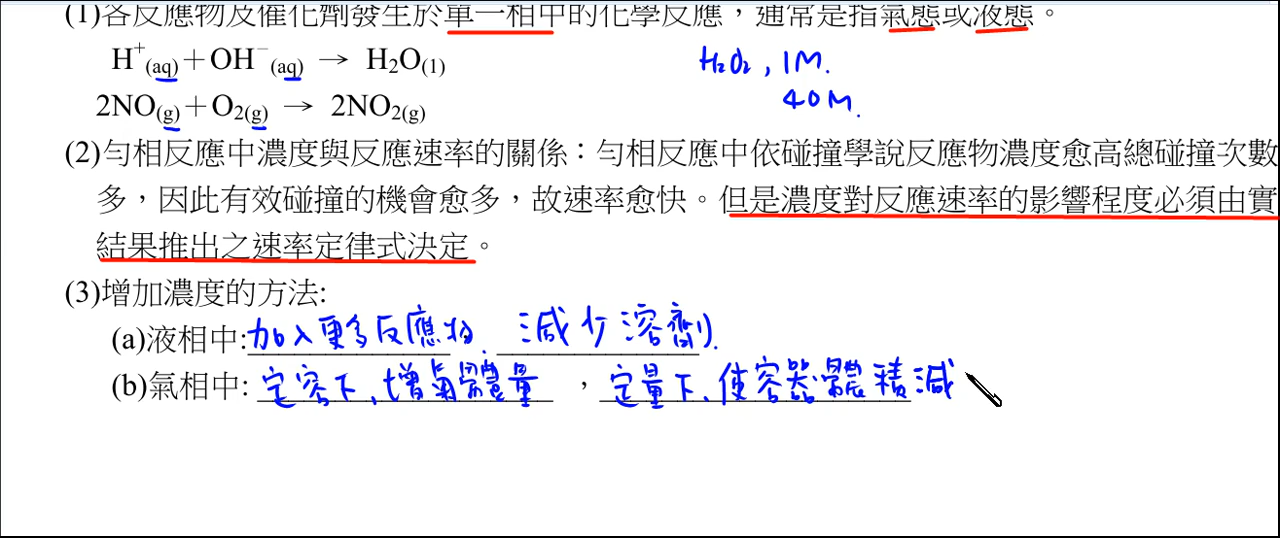 (1)各反應物及催化劑發生於單一相中的化學反應，通常是指氣態或液態。
H⁺(aq)＋OH⁻(aq) → H₂O(1)
H₂O₂, 1M.
2NO(g)＋O₂(g) → 2NO₂(g)
40M.
(2)勻相反應中濃度與反應速率的關係：勻相反應中依碰撞學說反應物濃度愈高總碰撞次數
多，因此有效碰撞的機會愈多，故速率愈快。但是濃度對反應速率的影響程度必須由實
結果推出之速率定律式決定。
(3)增加濃度的方法:
(a)液相中:加入更多反應物、減少溶劑.
(b)氣相中: 定容下、增氣體量 ，定量下、使容器體積減